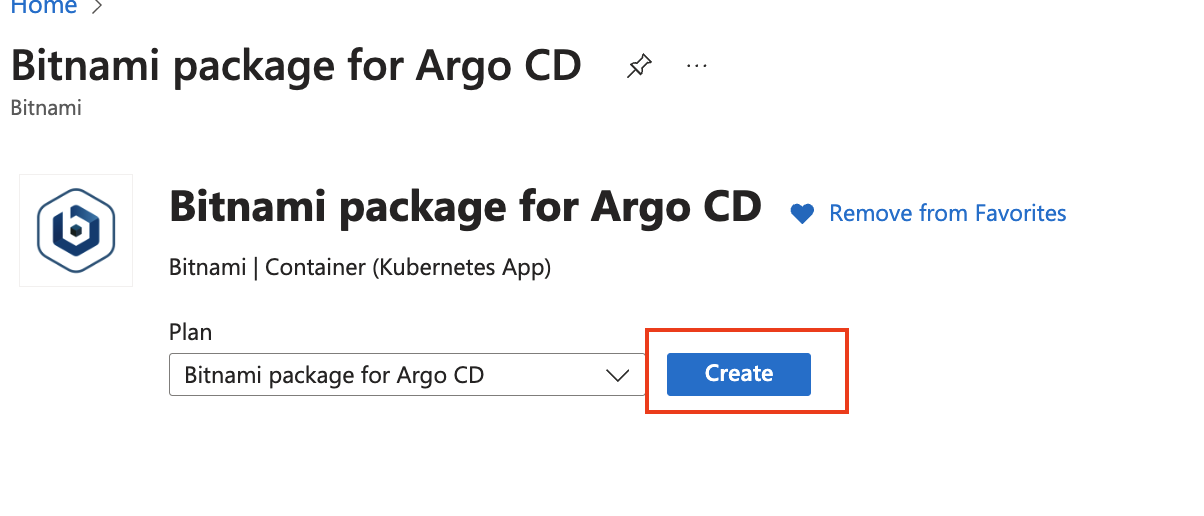 Home
Bitnami package for Argo CD
Bitnami
Bitnami package for Argo CD
Remove from Favorites
Bitnami | Container (Kubernetes App)
Plan
Bitnami package for Argo CD
Create